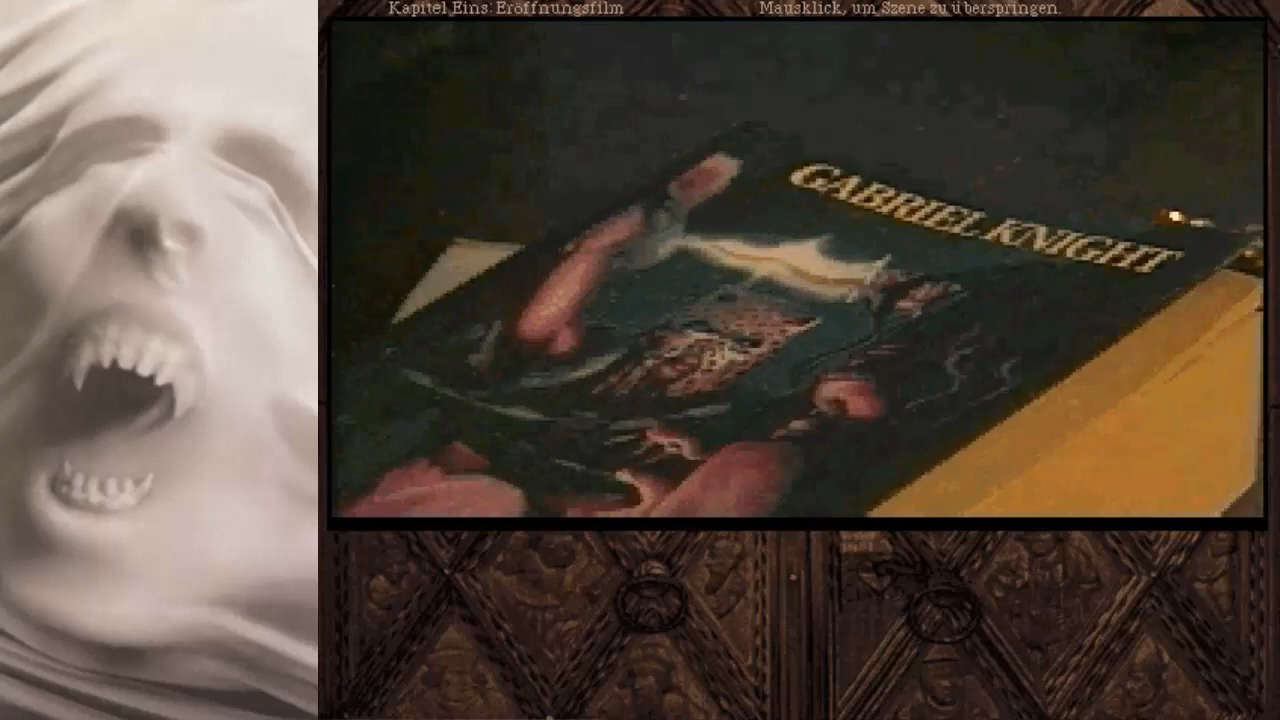 Kapitel Eins: Eröffnungsfilm
Mausklick, um Szene zu überspringen.
GABRIEL KNIGHT